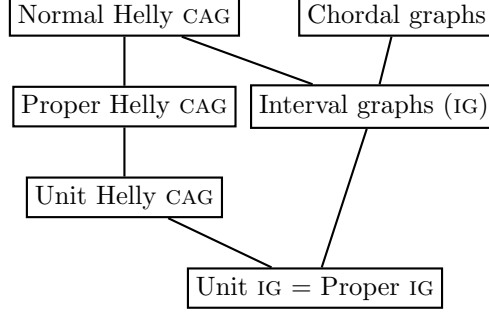 Normal Helly CAG
Chordal graphs
Proper Helly CAG
Interval graphs (IG)
Unit Helly CAG
Unit IG = Proper IG